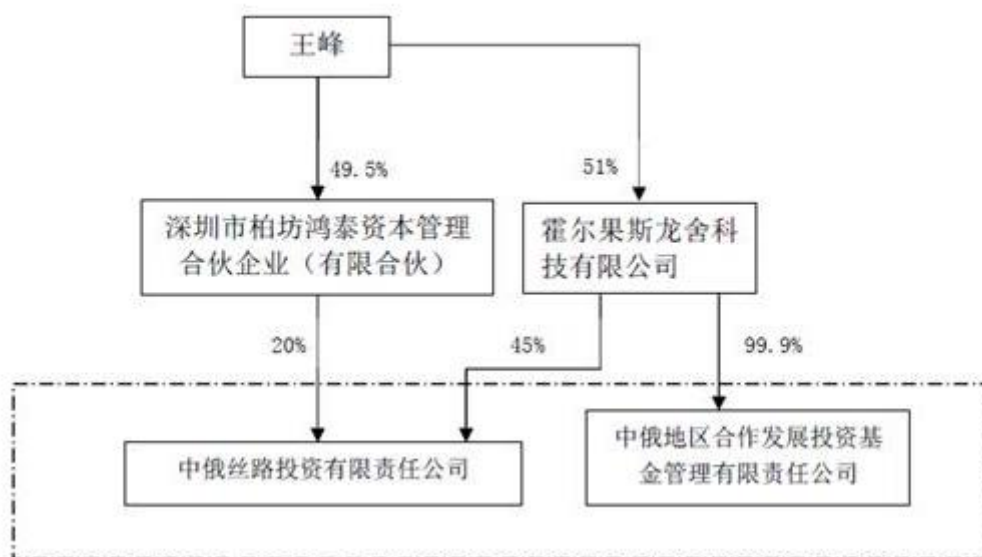 王峰
49.5%
51%
深圳市柏坊鸿泰资本管理
合伙企业（有限合伙）
霍尔果斯龙舍科
技有限公司
20%
45%
99.9%
中俄丝路投资有限责任公司
中俄地区合作发展投资基
金管理有限责任公司